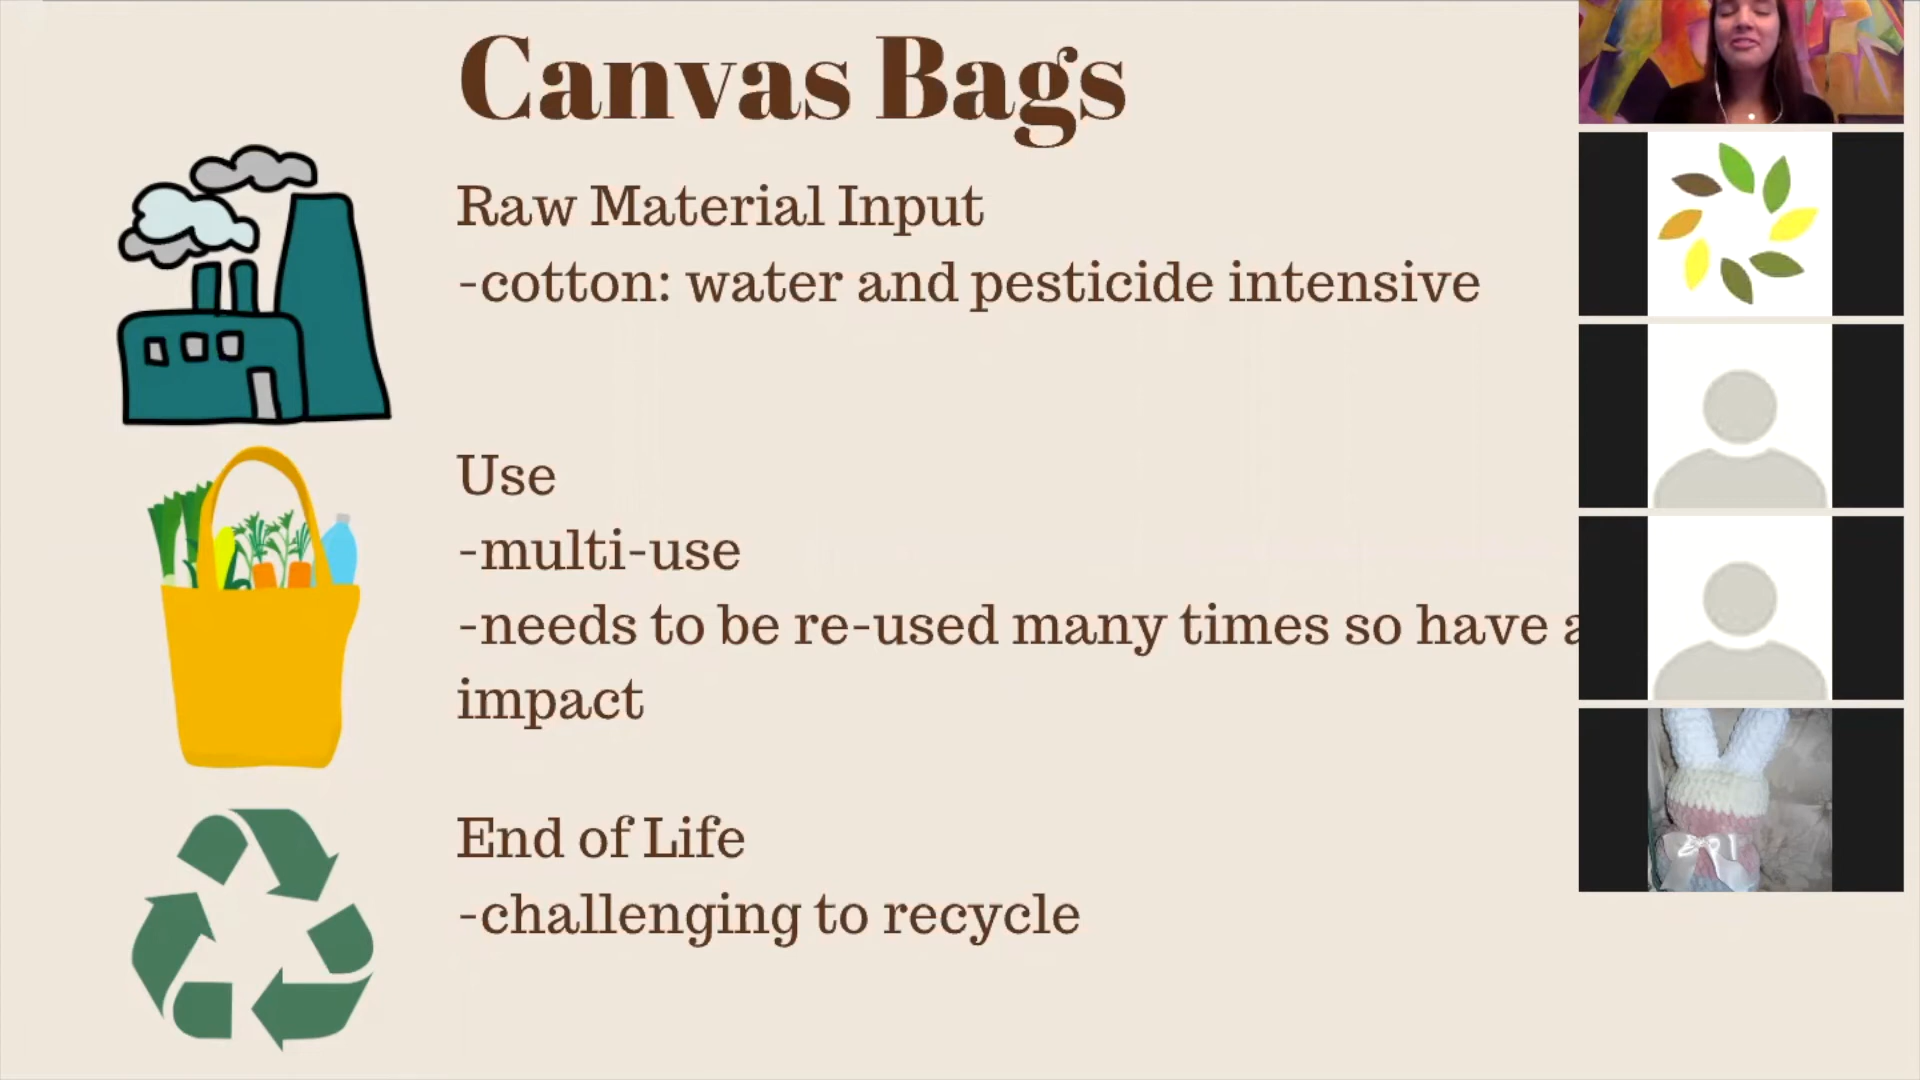 Canvas Bags
Raw Material Input
-cotton: water and pesticide intensive
Use
-multi-use
-needs to be re-used many times so have
impact
End of Life
-challenging to recycle